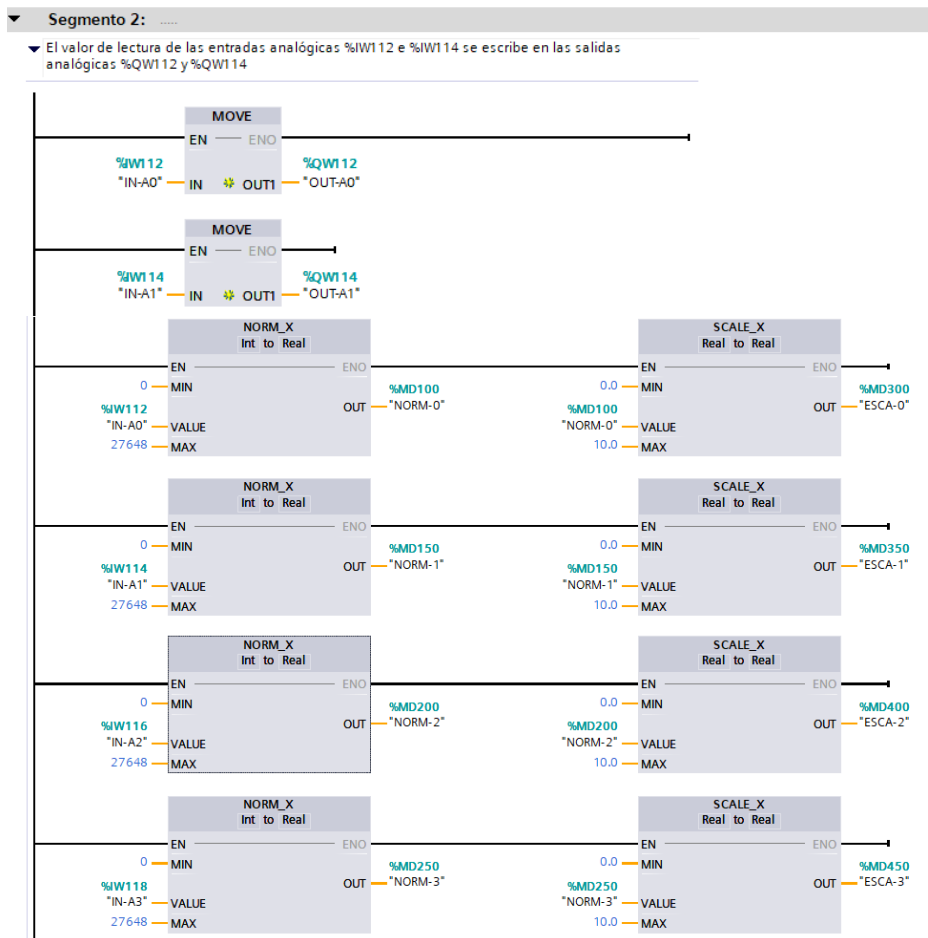 Segmento 2: .....
El valor de lectura de las entradas analógicas %IW112 e %IW114 se escribe en las salidas
analógicas %QW112 y %QW114
MOVE
EN ENO
%IW112 %QW112
"IN-A0" IN OUT1 "OUT-A0"
MOVE
EN ENO
%IW114 %QW114
"IN-A1" IN OUT1 "OUT-A1"
NORM_X SCALE_X
Int to Real Real to Real
EN ENO EN ENO
0 MIN %MD100 0.0 MIN %MD300
%IW112 OUT "NORM-0" %MD100 OUT "ESCA-0"
"IN-A0" VALUE "NORM-0" VALUE
27648 MAX 10.0 MAX
NORM_X SCALE_X
Int to Real Real to Real
EN ENO EN ENO
0 MIN %MD150 0.0 MIN %MD350
%IW114 OUT "NORM-1" %MD150 OUT "ESCA-1"
"IN-A1" VALUE "NORM-1" VALUE
27648 MAX 10.0 MAX
NORM_X SCALE_X
Int to Real Real to Real
EN ENO EN ENO
0 MIN %MD200 0.0 MIN %MD400
%IW116 OUT "NORM-2" %MD200 OUT "ESCA-2"
"IN-A2" VALUE "NORM-2" VALUE
27648 MAX 10.0 MAX
NORM_X SCALE_X
Int to Real Real to Real
EN ENO EN ENO
0 MIN %MD250 0.0 MIN %MD450
%IW118 OUT "NORM-3" %MD250 OUT "ESCA-3"
"IN-A3" VALUE "NORM-3" VALUE
27648 MAX 10.0 MAX